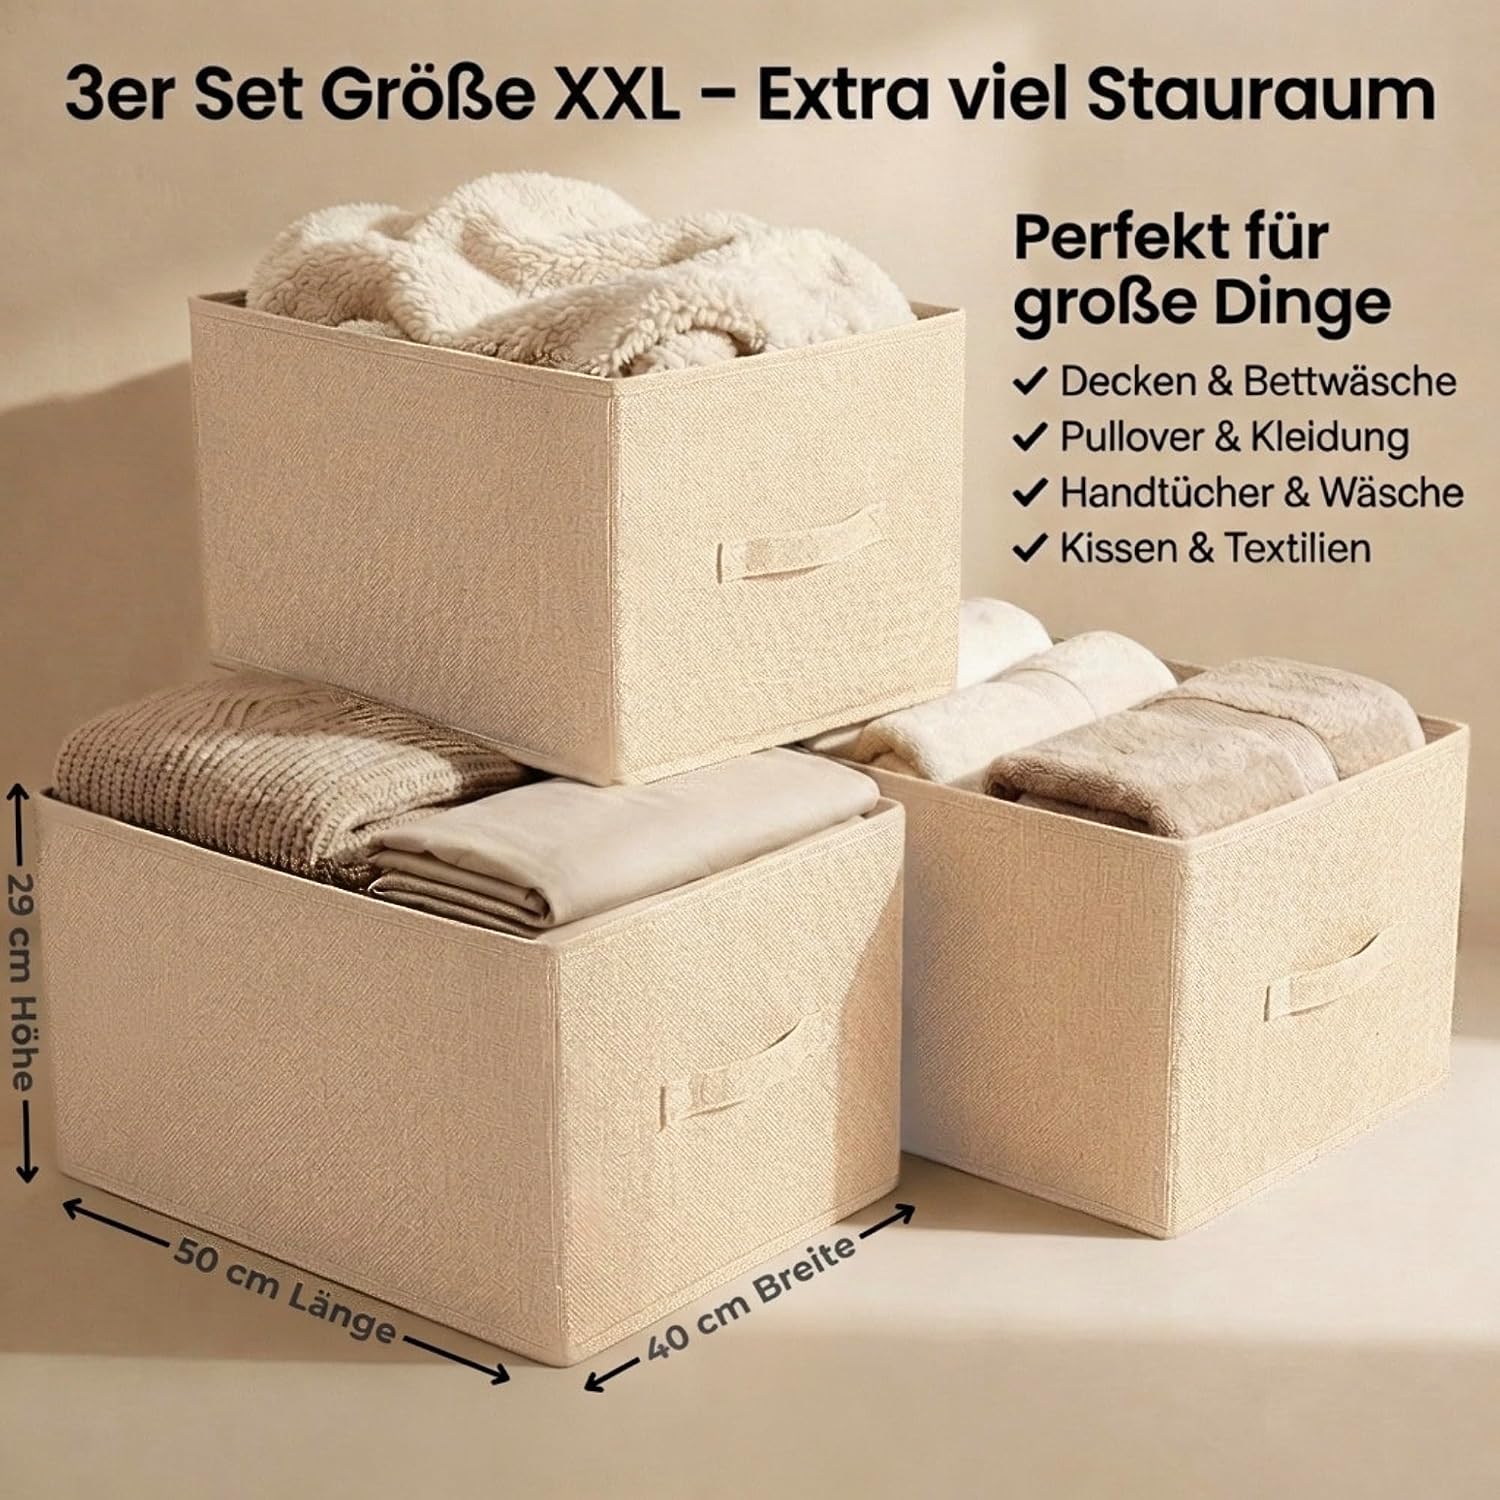 3er Set Größe XXL – Extra viel Stauraum
Perfekt für
große Dinge
✓ Decken & Bettwäsche
✓ Pullover & Kleidung
✓ Handtücher & Wäsche
✓ Kissen & Textilien
29 cm Höhe
50 cm Länge
40 cm Breite